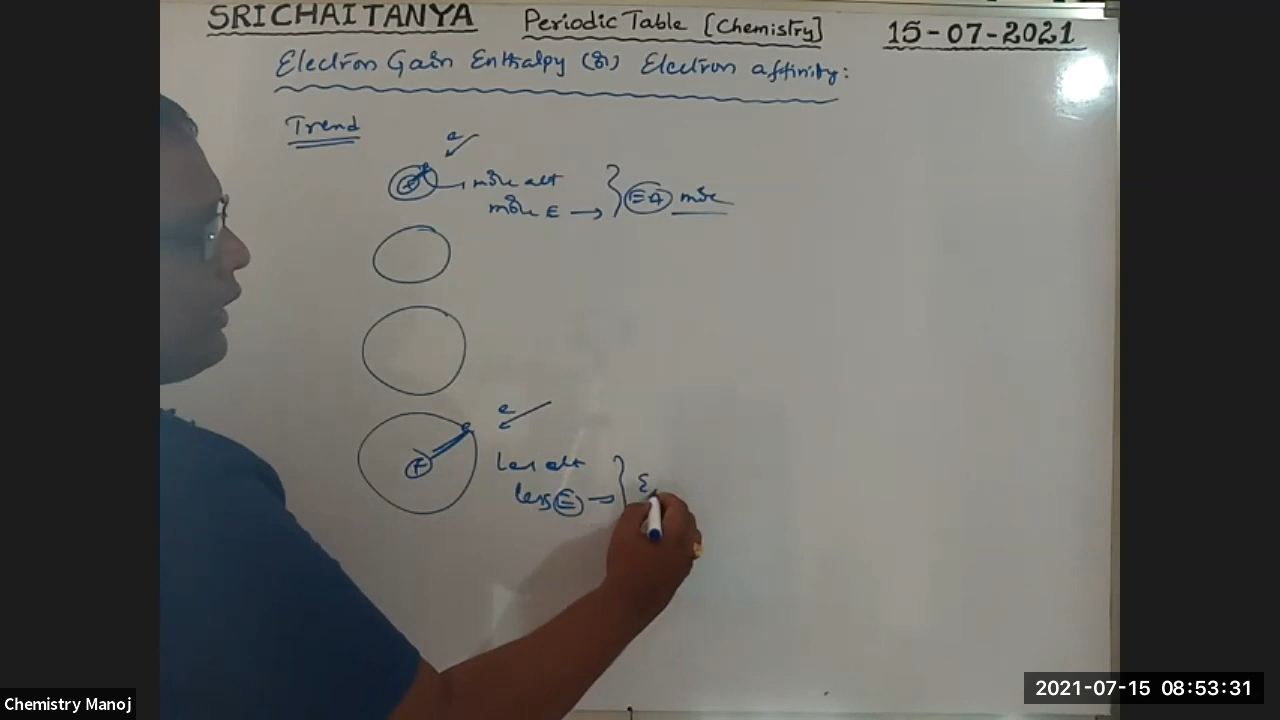 SRICHAITANYA Periodic Table [Chemistry] 15-07-2021
Electron Gain Enthalpy (or) Electron affinity:
Trend
e
+ more att
more E → } EA more
e
+ Less att
less E → } E
Chemistry Manoj
2021-07-15 08:53:31